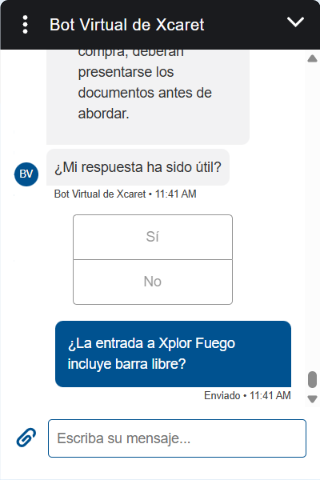 Bot Virtual de Xcaret
compra, deberán
presentarse los
documentos antes de
abordar.
BV
¿Mi respuesta ha sido útil?
Bot Virtual de Xcaret • 11:41 AM
Sí
No
¿La entrada a Xplor Fuego
incluye barra libre?
Enviado • 11:41 AM
Escriba su mensaje...